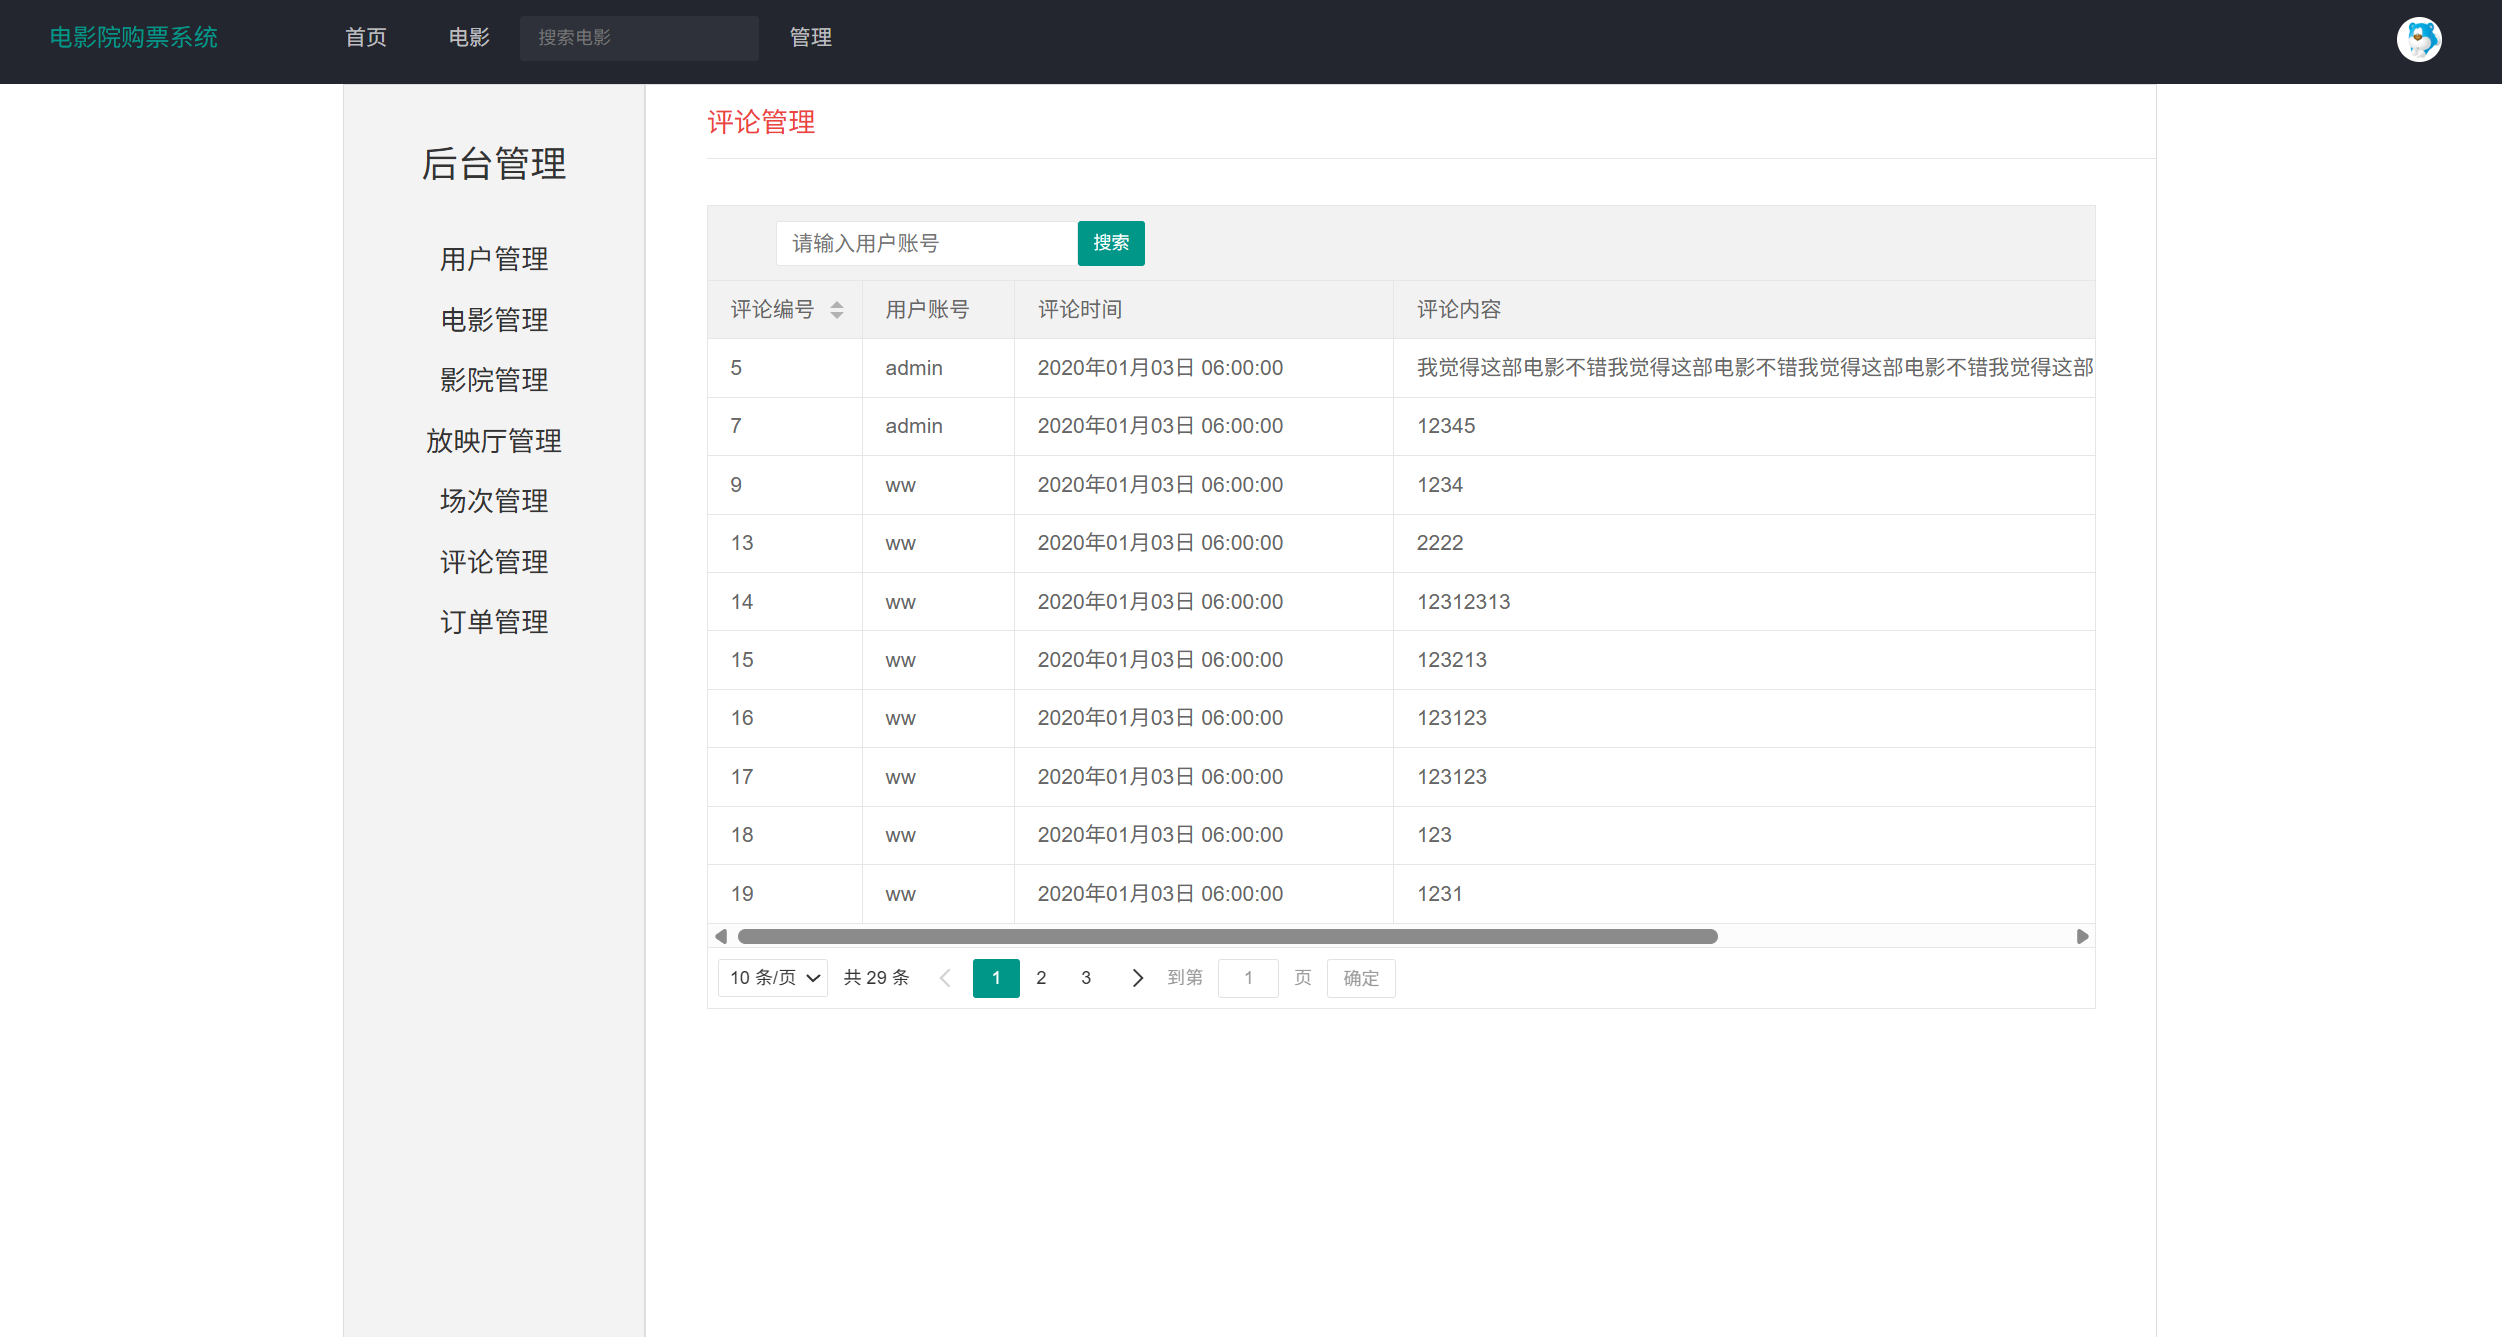 电影院购票系统 首页 电影 搜索电影 管理
后台管理
用户管理
电影管理
影院管理
放映厅管理
场次管理
评论管理
订单管理
评论管理
请输入用户账号 搜索
评论编号 用户账号 评论时间 评论内容
5 admin 2020年01月03日 06:00:00 我觉得这部电影不错我觉得这部电影不错我觉得这部电影不错我觉得这部
7 admin 2020年01月03日 06:00:00 12345
9 ww 2020年01月03日 06:00:00 1234
13 ww 2020年01月03日 06:00:00 2222
14 ww 2020年01月03日 06:00:00 12312313
15 ww 2020年01月03日 06:00:00 123213
16 ww 2020年01月03日 06:00:00 123123
17 ww 2020年01月03日 06:00:00 123123
18 ww 2020年01月03日 06:00:00 123
19 ww 2020年01月03日 06:00:00 1231
10 条/页 共 29 条 1 2 3 到第 1 页 确定